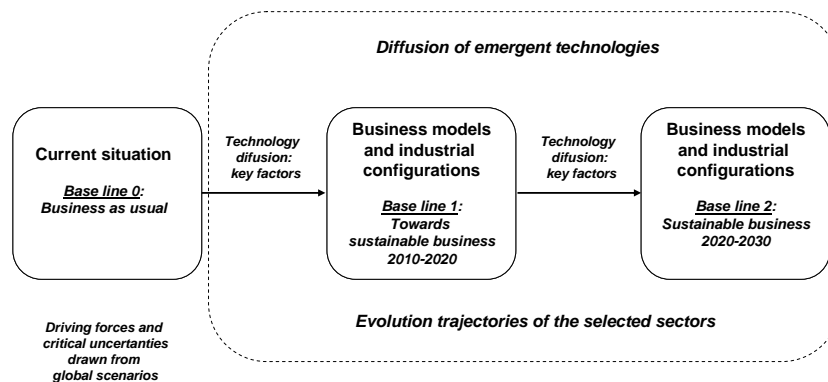 Diffusion of emergent technologies
Current situation
Base line 0:
Business as usual
Technology
difusion:
key factors
Business models
and industrial
configurations
Base line 1:
Towards
sustainable business
2010-2020
Technology
difusion:
key factors
Business models
and industrial
configurations
Base line 2:
Sustainable business
2020-2030
Driving forces and
critical uncertanties
drawn from
global scenarios
Evolution trajectories of the selected sectors